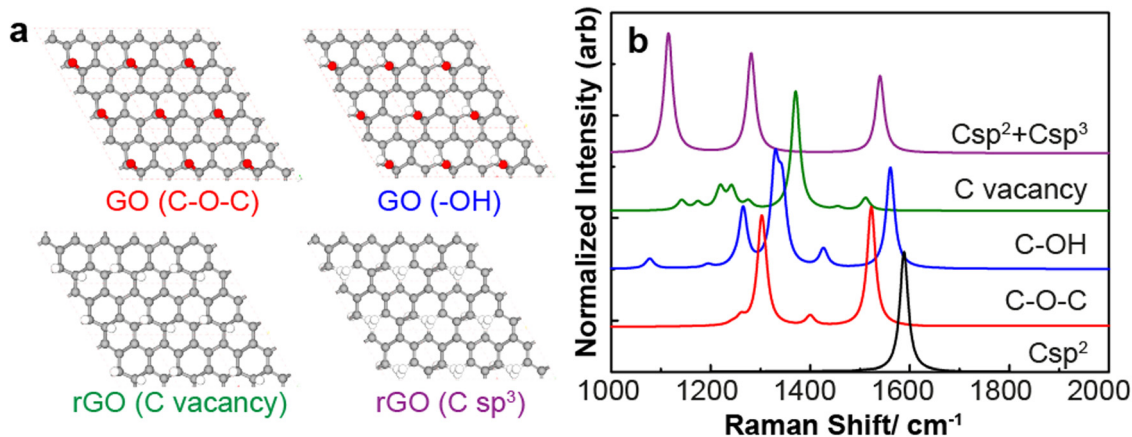 a
GO (C-O-C)
GO (-OH)
rGO (C vacancy)
rGO (C sp³)
b
Normalized Intensity (arb)
Csp²+Csp³
C vacancy
C-OH
C-O-C
Csp²
1000 1200 1400 1600 1800 2000
Raman Shift/ cm⁻¹